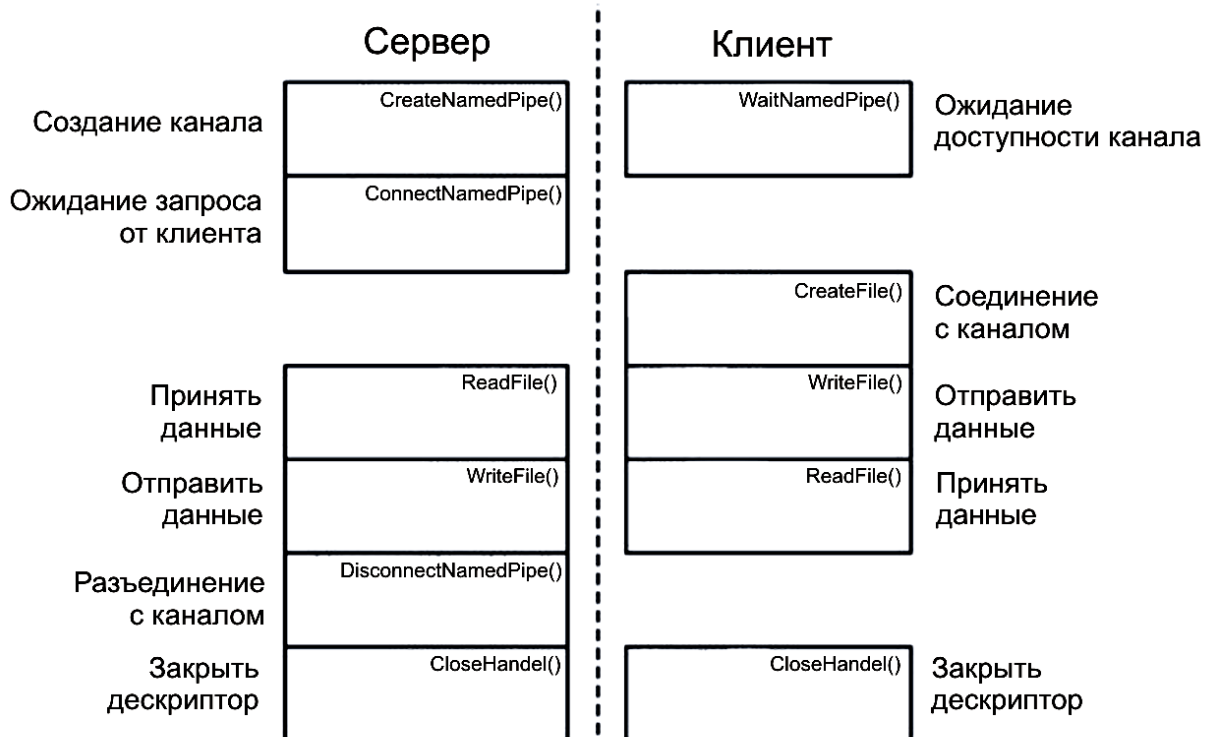 Сервер
Клиент
Создание канала
CreateNamedPipe()
WaitNamedPipe()
Ожидание
доступности канала
Ожидание запроса
от клиента
ConnectNamedPipe()
CreateFile()
Соединение
с каналом
Принять
данные
ReadFile()
WriteFile()
Отправить
данные
Отправить
данные
WriteFile()
ReadFile()
Принять
данные
Разъединение
с каналом
DisconnectNamedPipe()
Закрыть
дескриптор
CloseHandel()
CloseHandel()
Закрыть
дескриптор